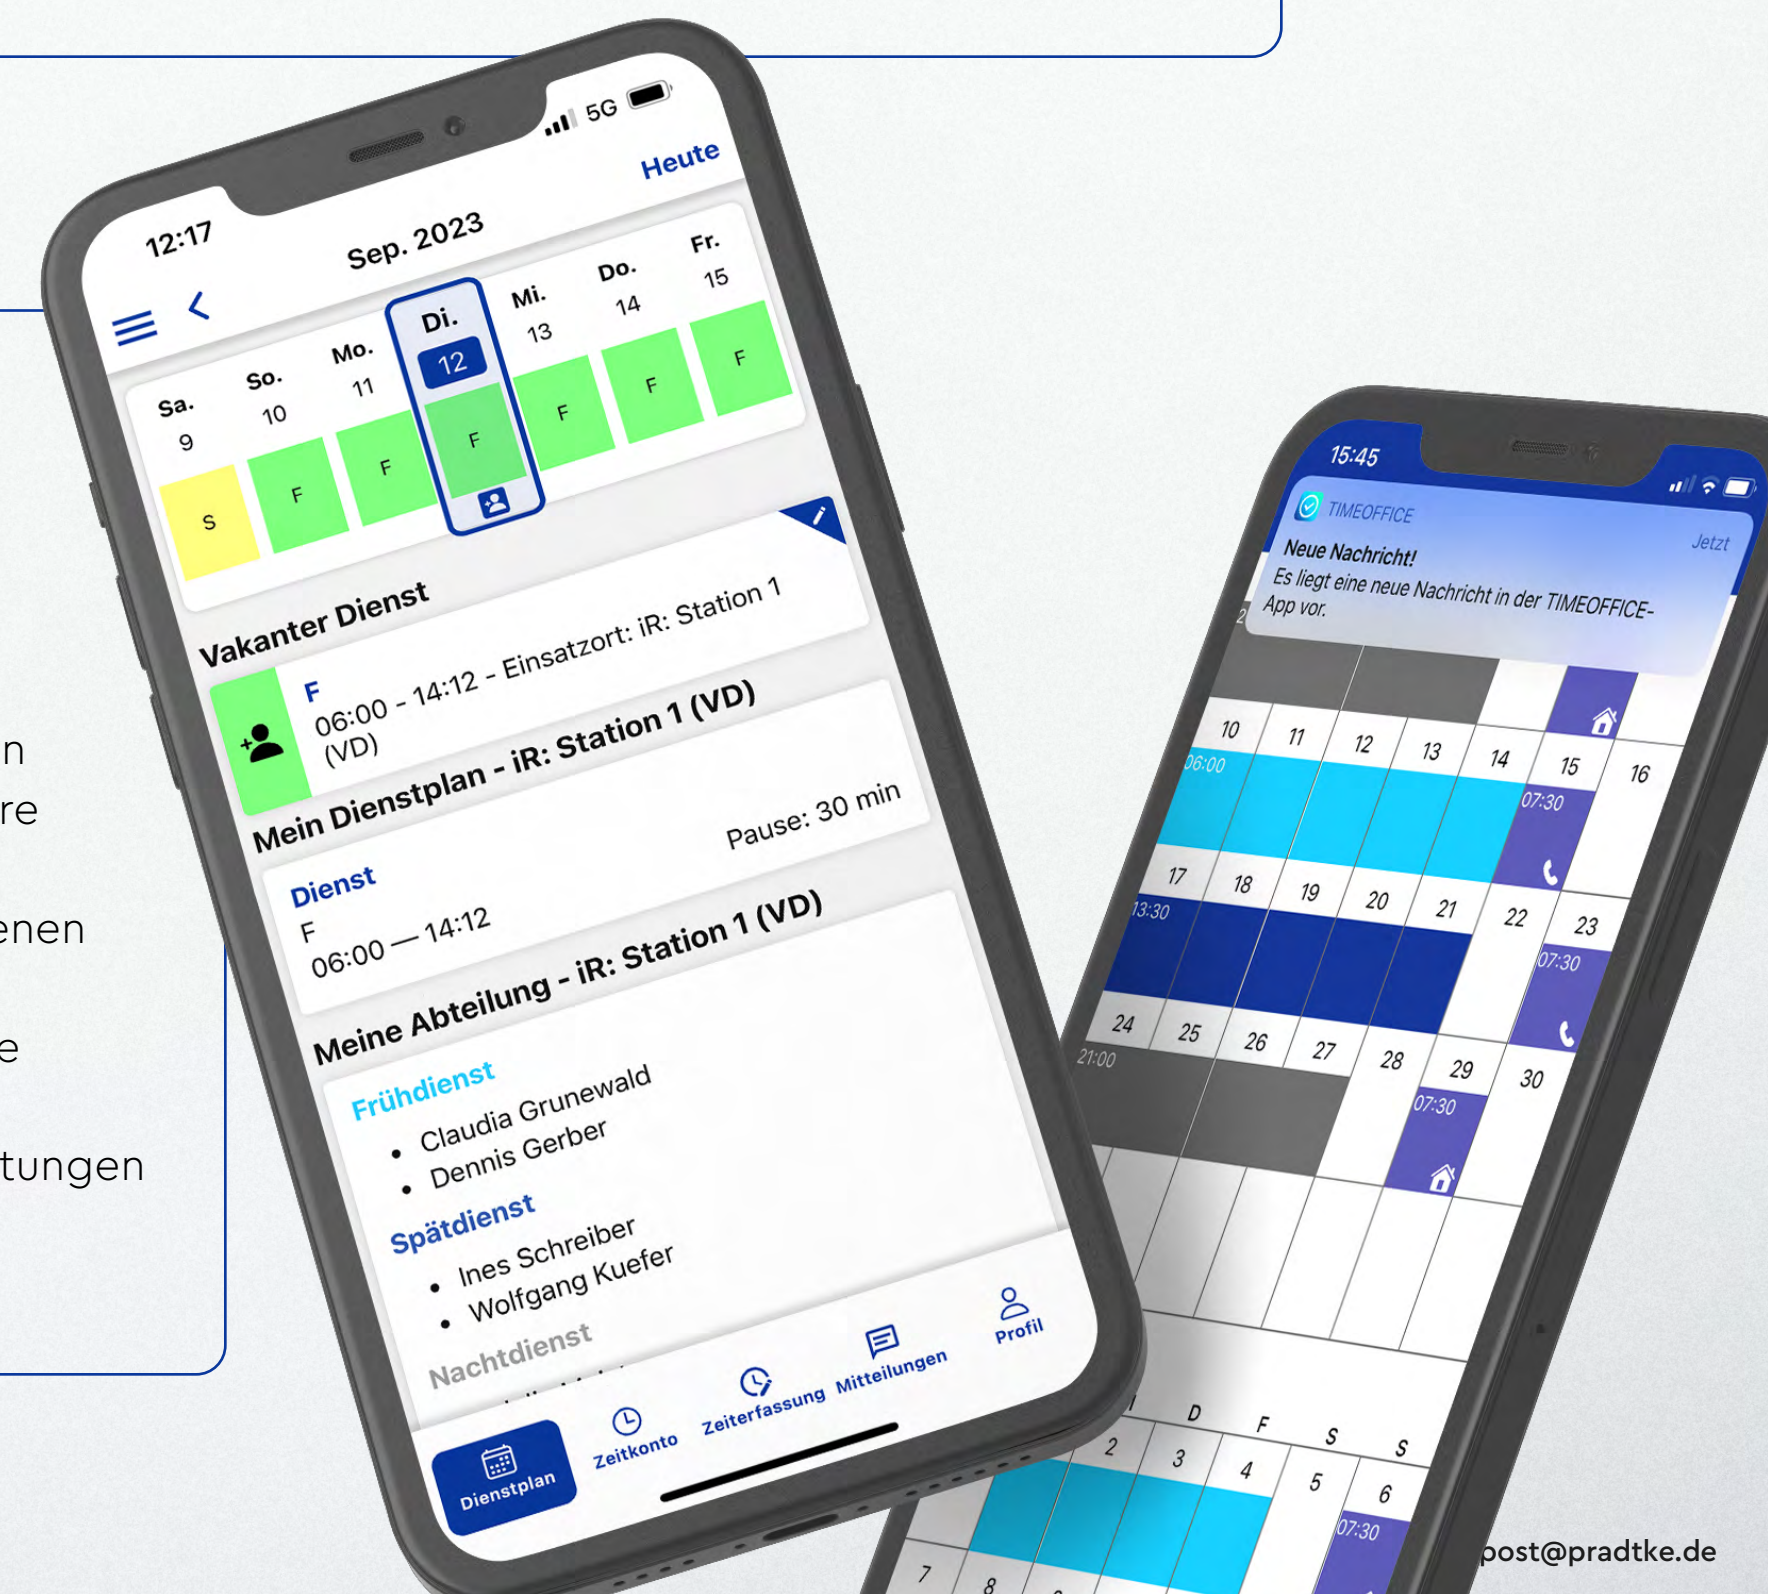 12:17
5G
Heute
Sep. 2023
Sa. So. Mo. Di. Mi. Do. Fr.
9 10 11 12 13 14 15
S F F F F F F
Vakanter Dienst
F
06:00 - 14:12 - Einsatzort: iR: Station 1
(VD)
Mein Dienstplan - iR: Station 1 (VD)
Dienst
Pause: 30 min
F
06:00 — 14:12
Meine Abteilung - iR: Station 1 (VD)
Frühdienst
• Claudia Grunewald
• Dennis Gerber
Spätdienst
• Ines Schreiber
• Wolfgang Kuefer
Nachtdienst
Dienstplan
Zeitkonto
Zeiterfassung
Mitteilungen
Profil
n
re
enen
e
tungen
15:45
TIMEOFFICE
Jetzt
Neue Nachricht!
Es liegt eine neue Nachricht in der TIMEOFFICE-
App vor.
2
10 11 12 13 14 15 16
06:00 07:30
17 18 19 20 21 22 23
13:30 07:30
24 25 26 27 28 29 30
21:00 07:30
D F S S
2 3 4 5 6
07:30
7 8
post@pradtke.de